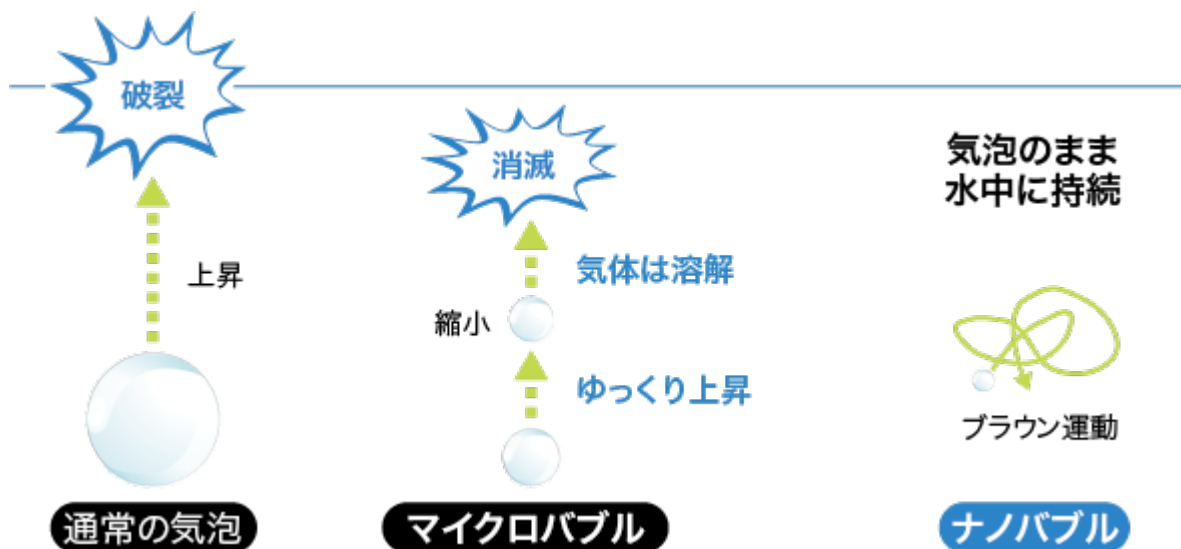 破裂
上昇
通常の気泡
消滅
気体は溶解
縮小
ゆっくり上昇
マイクロバブル
気泡のまま
水中に持続
ブラウン運動
ナノバブル